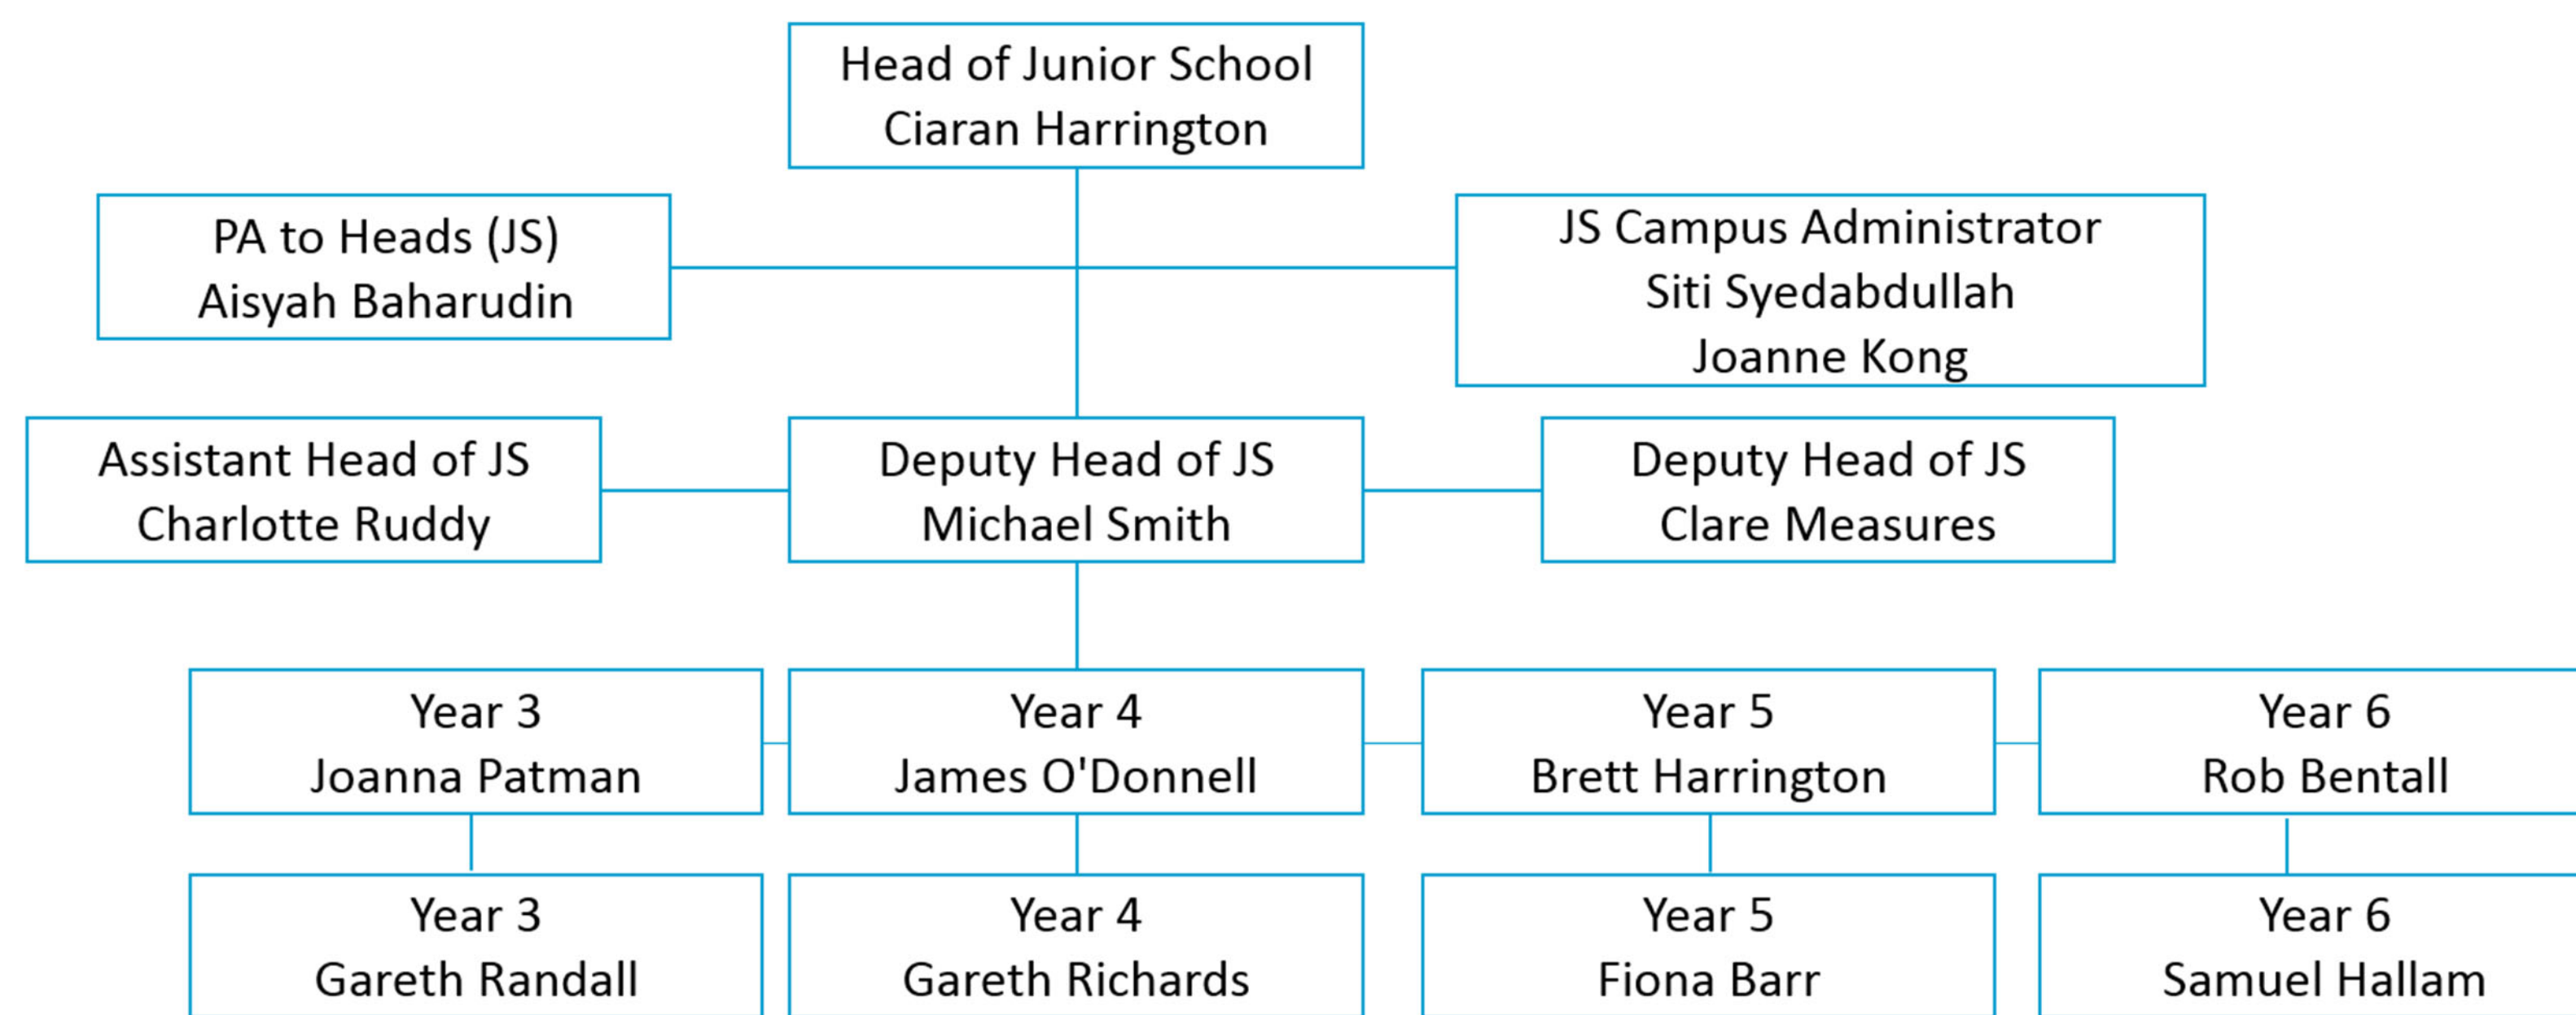 Head of Junior School
Ciaran Harrington
PA to Heads (JS)
Aisyah Baharudin
JS Campus Administrator
Siti Syedabdullah
Joanne Kong
Assistant Head of JS
Charlotte Ruddy
Deputy Head of JS
Michael Smith
Deputy Head of JS
Clare Measures
Year 3
Joanna Patman
Year 4
James O'Donnell
Year 5
Brett Harrington
Year 6
Rob Bentall
Year 3
Gareth Randall
Year 4
Gareth Richards
Year 5
Fiona Barr
Year 6
Samuel Hallam